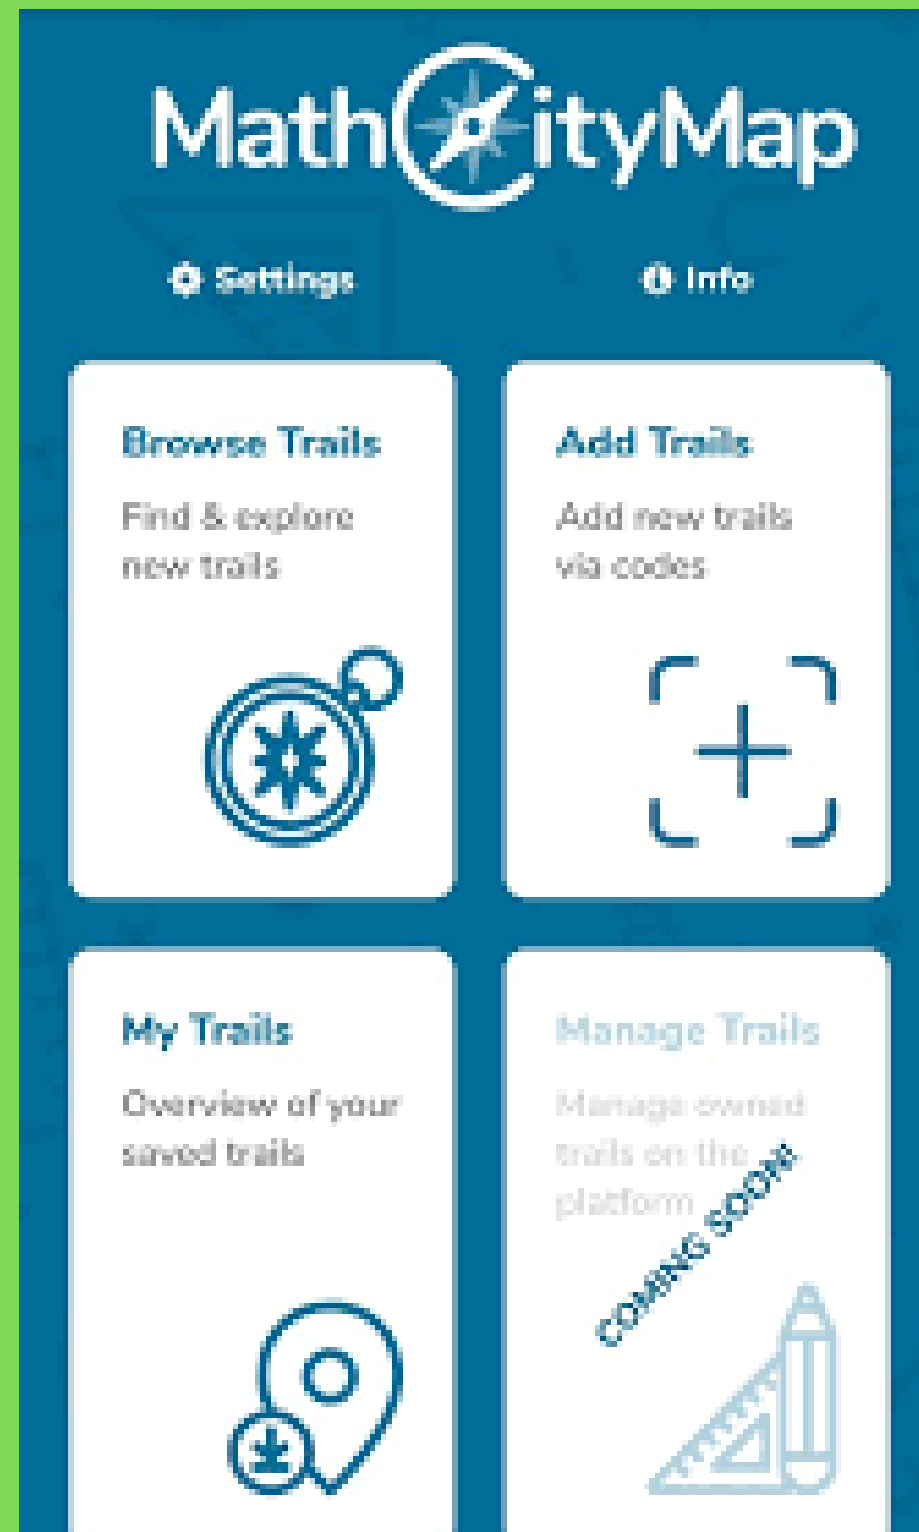 MathCityMap
Settings
Info
Browse Trails
Find & explore
new trails
Add Trails
Add new trails
via codes
My Trails
Overview of your
saved trails
Manage Trails
Manage owned
trails on the
platform
COMING SOON!